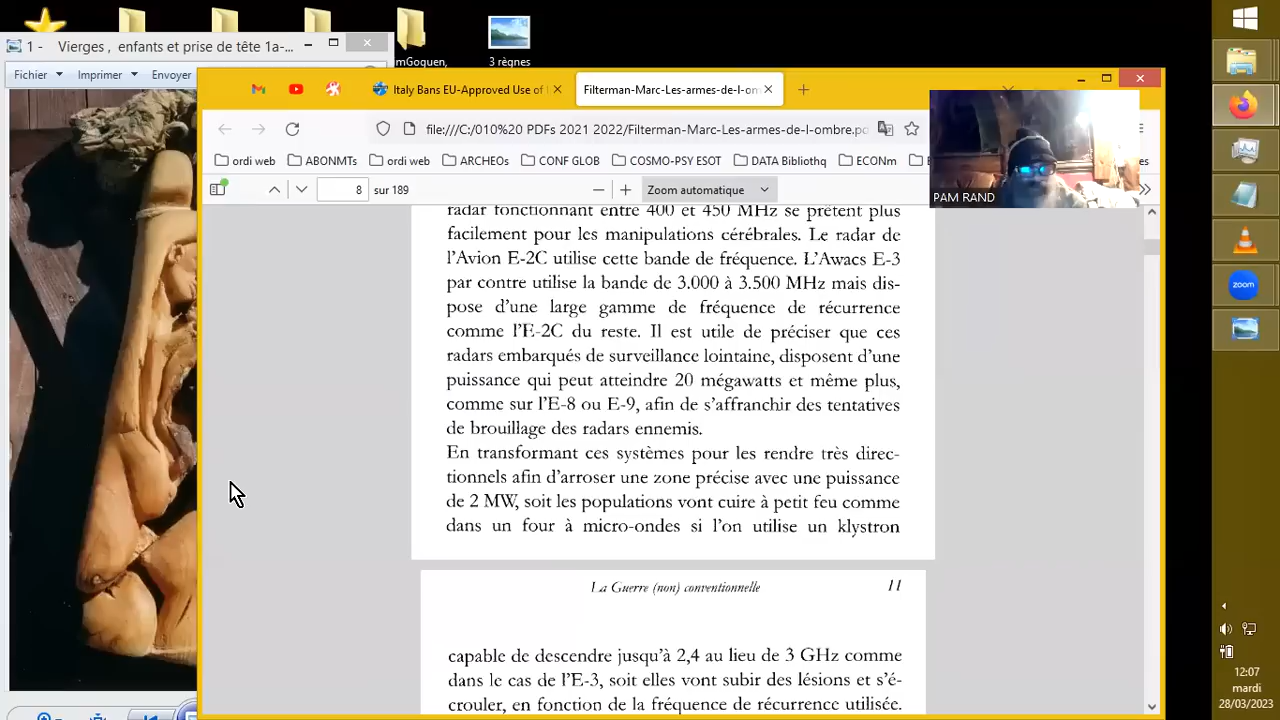 3 règnes
mGoquen,
1 - Vierges , enfants et prise de tête 1a-...
Fichier Imprimer Envoyer
Italy Bans EU-Approved Use of
Filterman-Marc-Les-armes-de-l-om
file:///C:/010%20 PDFs 2021 2022/Filterman-Marc-Les-armes-de-l-ombre.pd
ordi web ABONMTs ordi web ARCHEOs CONF GLOB COSMO-PSY ESOT DATA Bibliothq ECONm
8 sur 189 Zoom automatique
PAM RAND
radar fonctionnant entre 400 et 450 MHz se prêtent plus
facilement pour les manipulations cérébrales. Le radar de
l'Avion E-2C utilise cette bande de fréquence. L'Awacs E-3
par contre utilise la bande de 3.000 à 3.500 MHz mais dis-
pose d'une large gamme de fréquence de récurrence
comme l'E-2C du reste. Il est utile de préciser que ces
radars embarqués de surveillance lointaine, disposent d'une
puissance qui peut atteindre 20 mégawatts et même plus,
comme sur l'E-8 ou E-9, afin de s'affranchir des tentatives
de brouillage des radars ennemis.
En transformant ces systèmes pour les rendre très direc-
tionnels afin d'arroser une zone précise avec une puissance
de 2 MW, soit les populations vont cuire à petit feu comme
dans un four à micro-ondes si l'on utilise un klystron
La Guerre (non) conventionnelle 11
capable de descendre jusqu'à 2,4 au lieu de 3 GHz comme
dans le cas de l'E-3, soit elles vont subir des lésions et s'é-
crouler, en fonction de la fréquence de récurrence utilisée.
zoom
12:07
mardi
28/03/2023